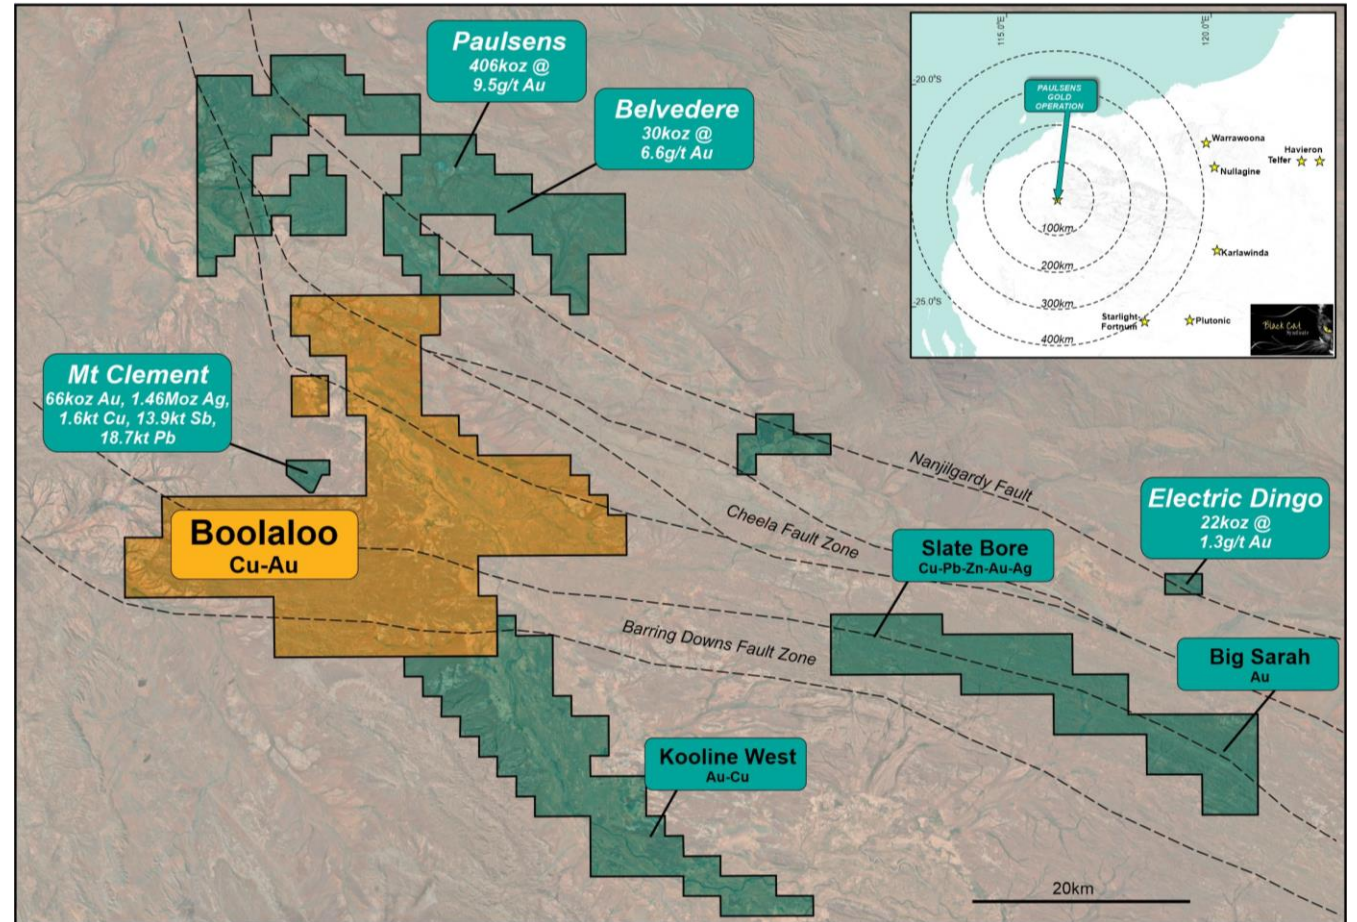 Paulsens
406koz @
9.5g/t Au
Belvedere
30koz @
6.6g/t Au
115.0°E
120.0°E
-20.0°S
-25.0°S
PAULSENS
GOLD
OPERATION
Warrawoona
Havieron
Telfer
Nullagine
100km
200km
300km
400km
Karlawinda
Starlight-
Fortnum
Plutonic
Black Cat
Mt Clement
66koz Au, 1.46Moz Ag,
1.6kt Cu, 13.9kt Sb,
18.7kt Pb
Nanjilgardy Fault
Electric Dingo
22koz @
1.3g/t Au
Boolaloo
Cu-Au
Cheela Fault Zone
Slate Bore
Cu-Pb-Zn-Au-Ag
Barring Downs Fault Zone
Big Sarah
Au
Kooline West
Au-Cu
20km